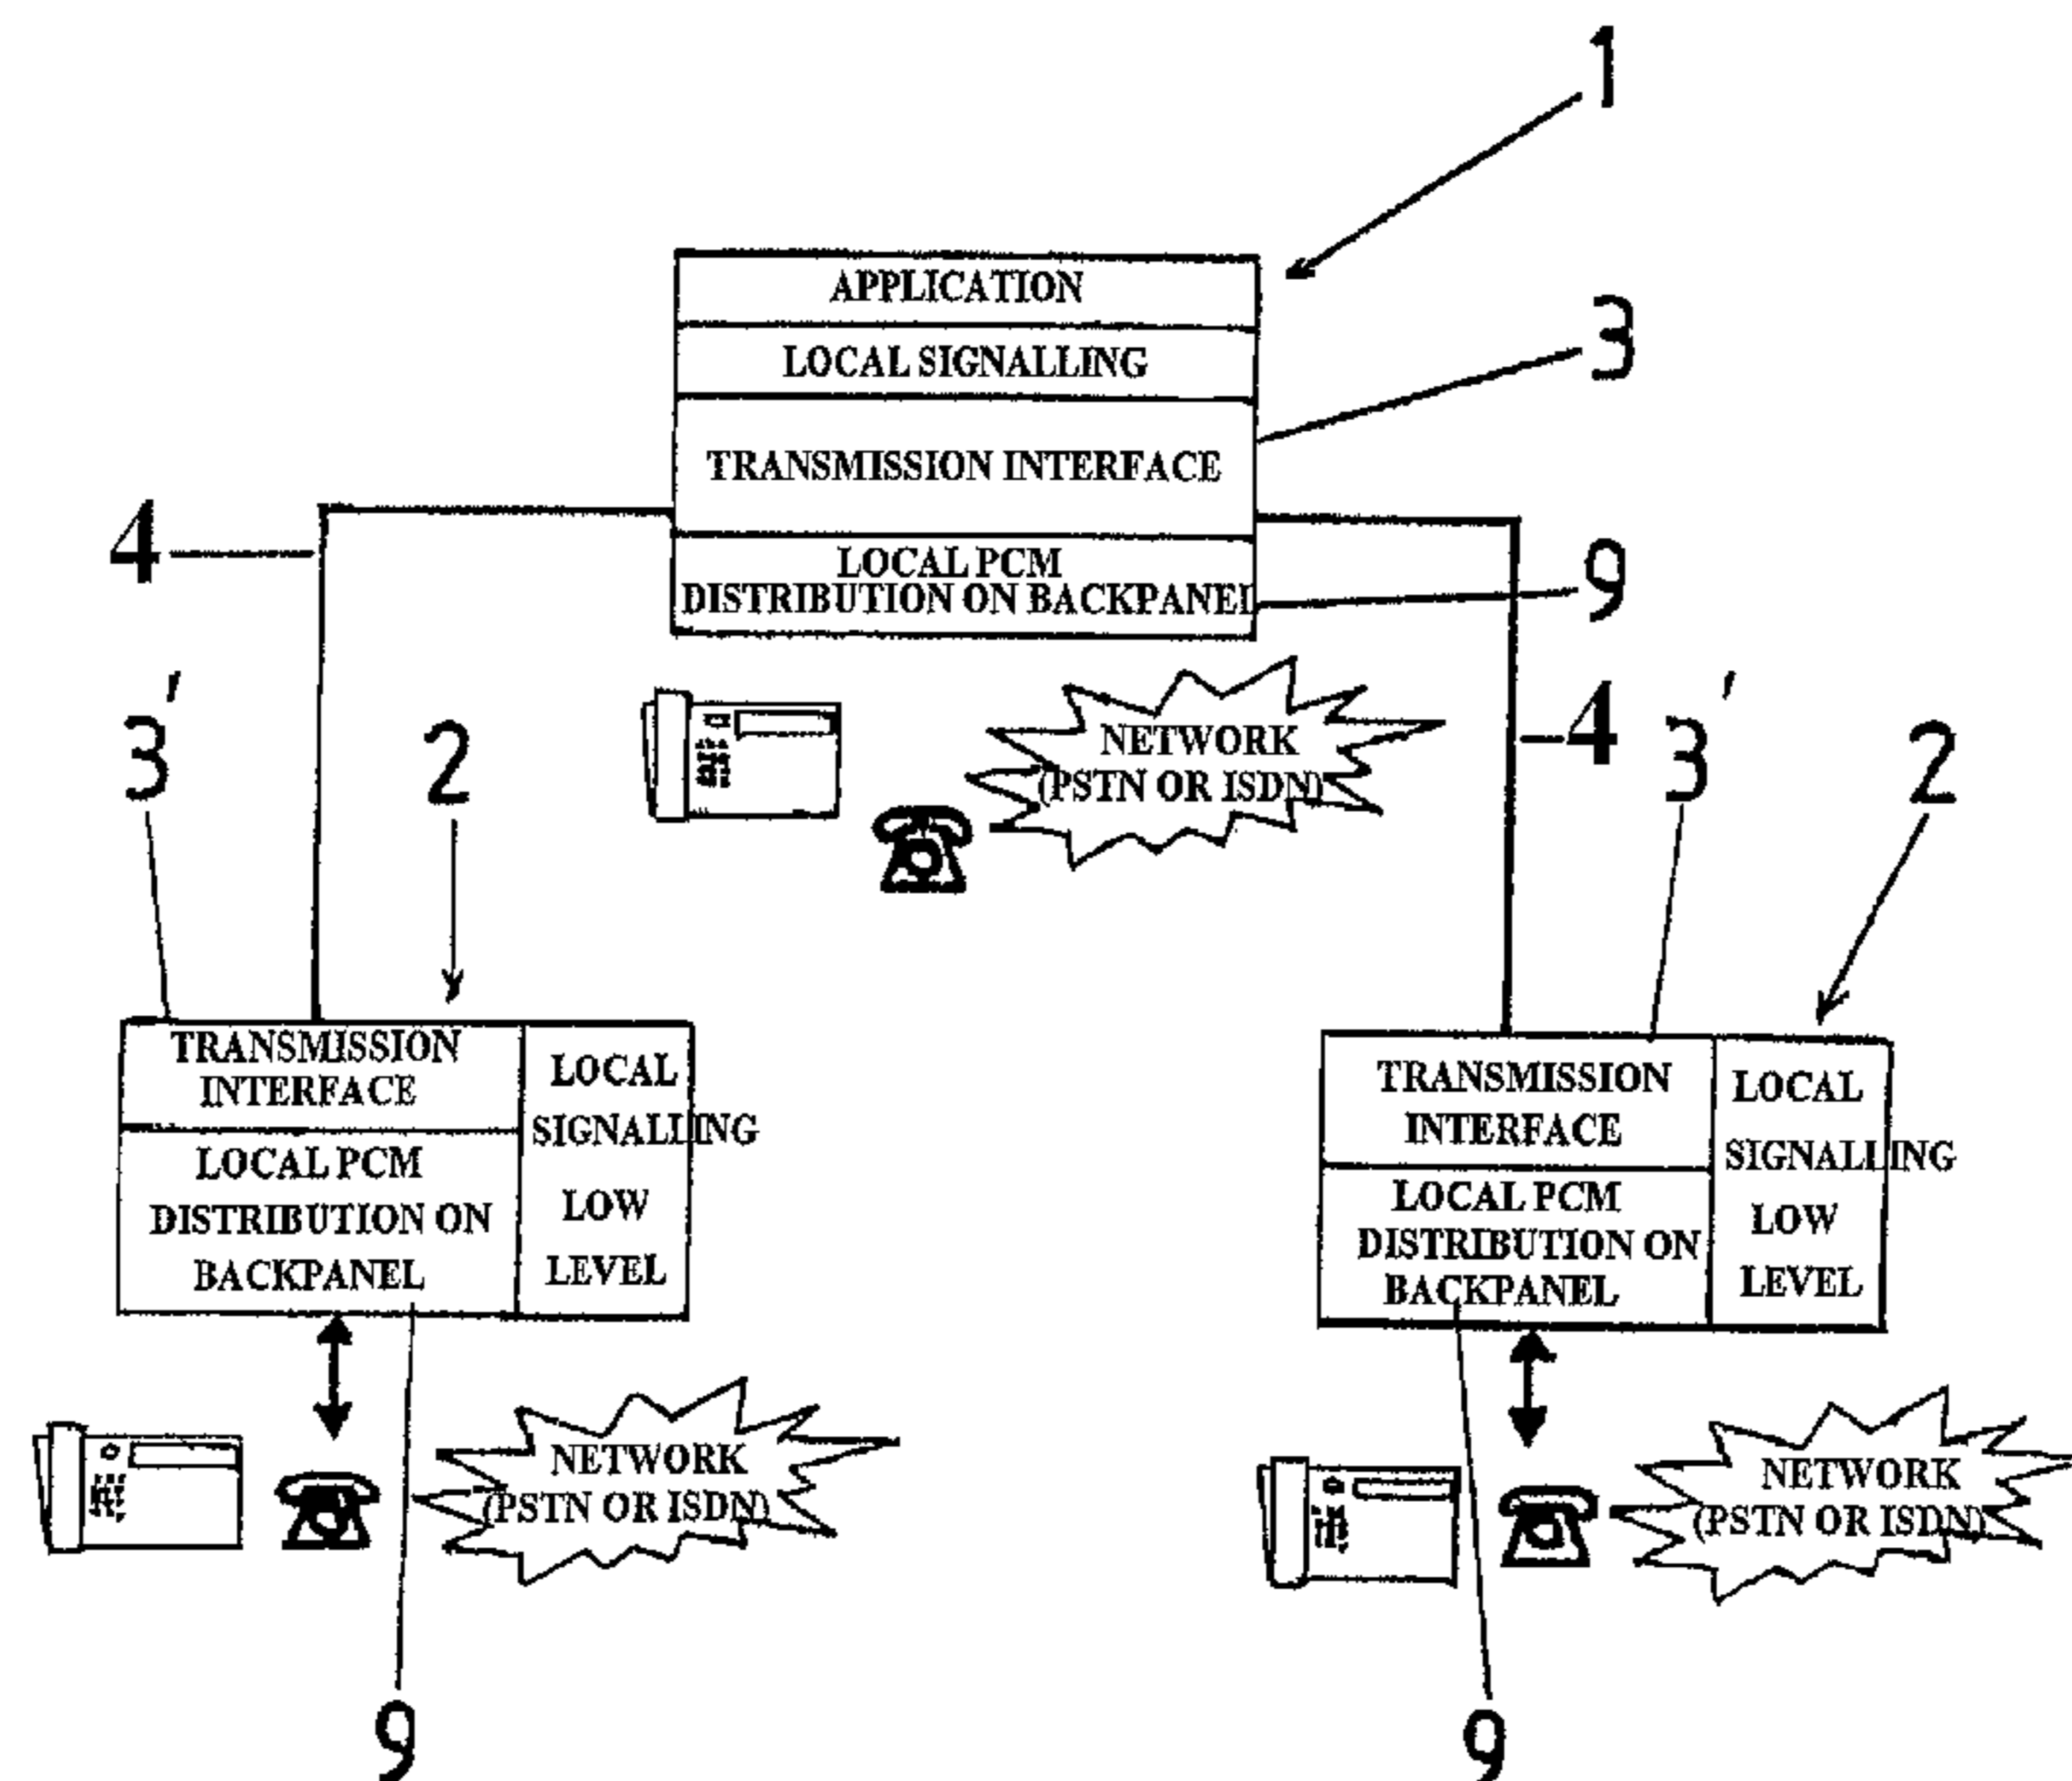 1
APPLICATION
LOCAL SIGNALLING
3
TRANSMISSION INTERFACE
4
LOCAL PCM
DISTRIBUTION ON BACKPANEL
9
3'
2
NETWORK
(PSTN OR ISDN)
4
3'
2
TRANSMISSION
INTERFACE
LOCAL
SIGNALLING
LOW
LEVEL
LOCAL PCM
DISTRIBUTION ON
BACKPANEL
TRANSMISSION
INTERFACE
LOCAL
SIGNALLING
LOW
LEVEL
LOCAL PCM
DISTRIBUTION ON
BACKPANEL
NETWORK
(PSTN OR ISDN)
NETWORK
(PSTN OR ISDN)
9
9